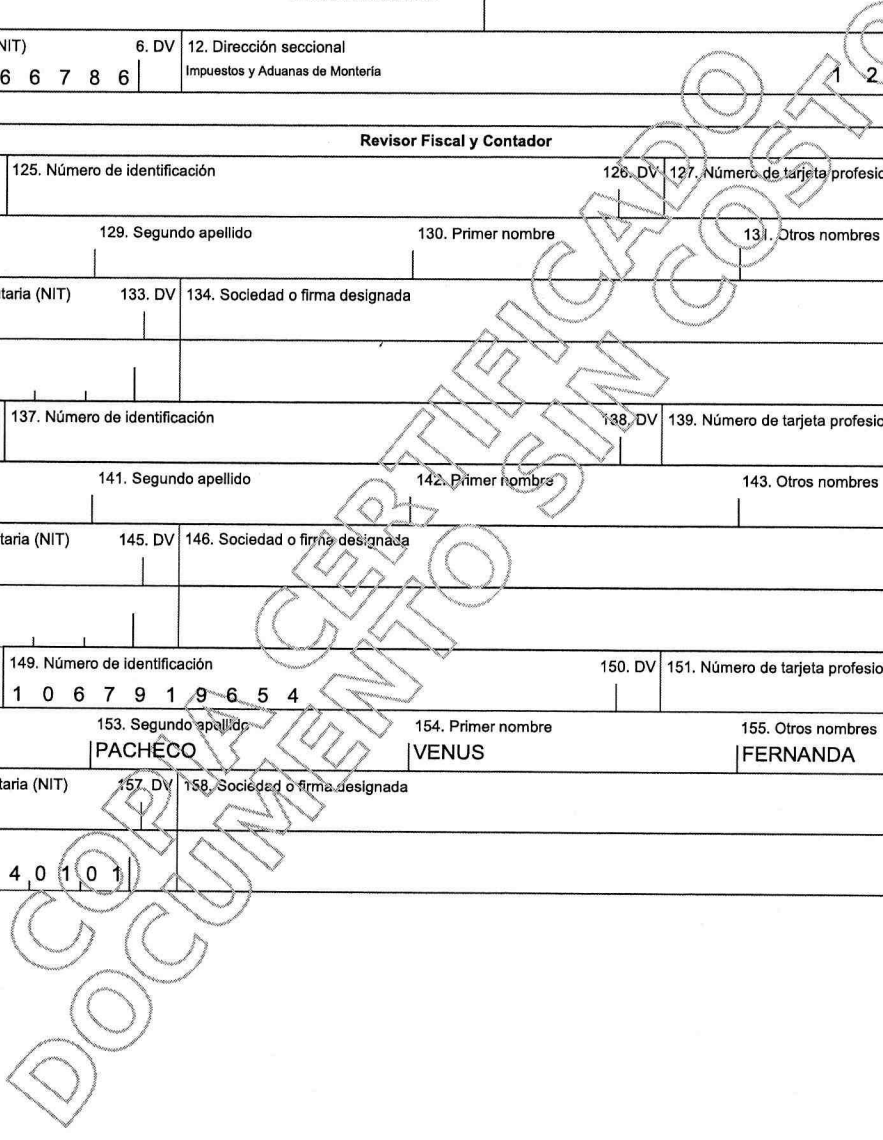 NIT) 6. DV 12. Dirección seccional
6 6 7 8 6 Impuestos y Aduanas de Montería 1 2
Revisor Fiscal y Contador
125. Número de identificación 126. DV 127. Número de tarjeta profesio
129. Segundo apellido 130. Primer nombre 131. Otros nombres
taria (NIT) 133. DV 134. Sociedad o firma designada
137. Número de identificación 138. DV 139. Número de tarjeta profesio
141. Segundo apellido 142. Primer nombre 143. Otros nombres
taria (NIT) 145. DV 146. Sociedad o firma designada
149. Número de identificación 150. DV 151. Número de tarjeta profesio
1 0 6 7 9 1 9 6 5 4
153. Segundo apellido 154. Primer nombre 155. Otros nombres
PACHECO VENUS FERNANDA
taria (NIT) 157. DV 158. Sociedad o firma designada
4 0 1 0 1
COPIA CERTIFICADO
DOCUMENTO SIN COSTO